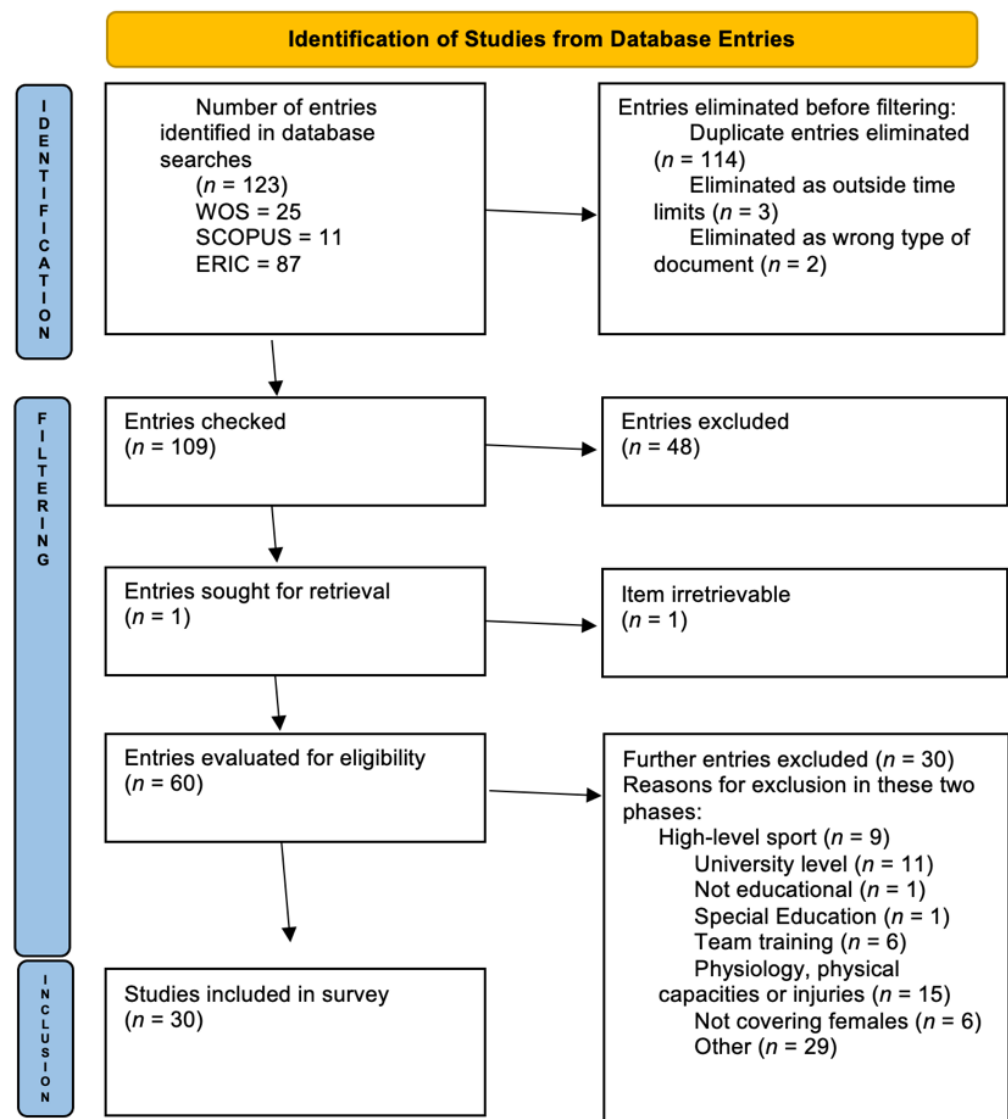 Identification of Studies from Database Entries
IDENTIFICATION
Number of entries
identified in database
searches
(n = 123)
WOS = 25
SCOPUS = 11
ERIC = 87
Entries eliminated before filtering:
Duplicate entries eliminated
(n = 114)
Eliminated as outside time
limits (n = 3)
Eliminated as wrong type of
document (n = 2)
FILTERING
Entries checked
(n = 109)
Entries excluded
(n = 48)
Entries sought for retrieval
(n = 1)
Item irretrievable
(n = 1)
Entries evaluated for eligibility
(n = 60)
Further entries excluded (n = 30)
Reasons for exclusion in these two
phases:
High-level sport (n = 9)
University level (n = 11)
Not educational (n = 1)
Special Education (n = 1)
Team training (n = 6)
Physiology, physical
capacities or injuries (n = 15)
Not covering females (n = 6)
Other (n = 29)
INCLUSION
Studies included in survey
(n = 30)